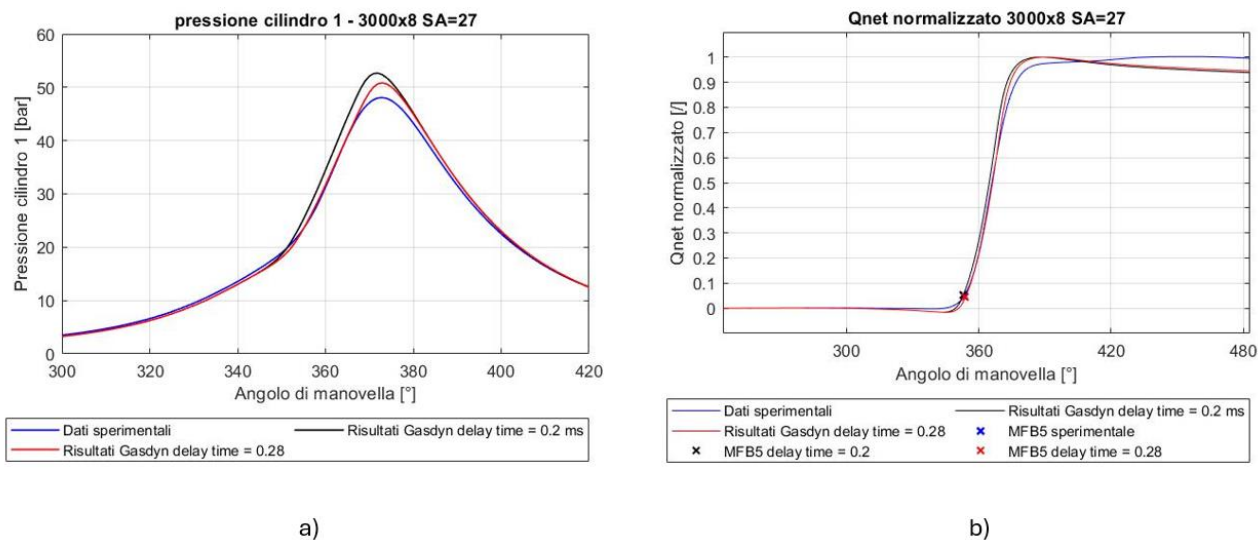 pressione cilindro 1 - 3000x8 SA=27
60
50
40
30
20
10
0
Pressione cilindro 1 [bar]
300
320
340
360
380
400
420
Angolo di manovella [°]
Dati sperimentali
Risultati Gasdyn delay time = 0.2 ms
Risultati Gasdyn delay time = 0.28
a)
Qnet normalizzato 3000x8 SA=27
1
0.9
0.8
0.7
0.6
0.5
0.4
0.3
0.2
0.1
0
Qnet normalizzato [/]
300
360
420
480
Angolo di manovella [°]
Dati sperimentali
Risultati Gasdyn delay time = 0.2 ms
Risultati Gasdyn delay time = 0.28
MFB5 sperimentale
MFB5 delay time = 0.2
MFB5 delay time = 0.28
b)